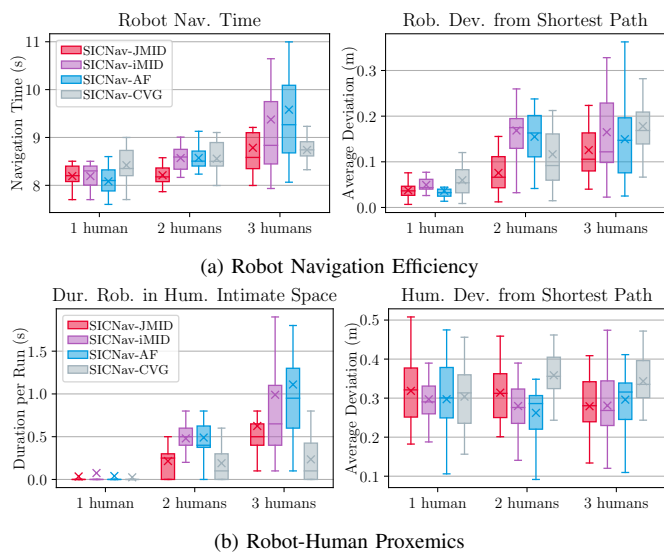 Robot Nav. Time
Navigation Time (s)
11
10
9
8
SICNav-JMID
SICNav-iMID
SICNav-AF
SICNav-CVG
1 human
2 humans
3 humans
Rob. Dev. from Shortest Path
Average Deviation (m)
0.3
0.2
0.1
0.0
1 human
2 humans
3 humans
(a) Robot Navigation Efficiency
Dur. Rob. in Hum. Intimate Space
Duration per Run (s)
1.5
1.0
0.5
0.0
SICNav-JMID
SICNav-iMID
SICNav-AF
SICNav-CVG
1 human
2 humans
3 humans
Hum. Dev. from Shortest Path
Average Deviation (m)
0.5
0.4
0.3
0.2
0.1
1 human
2 humans
3 humans
(b) Robot-Human Proxemics